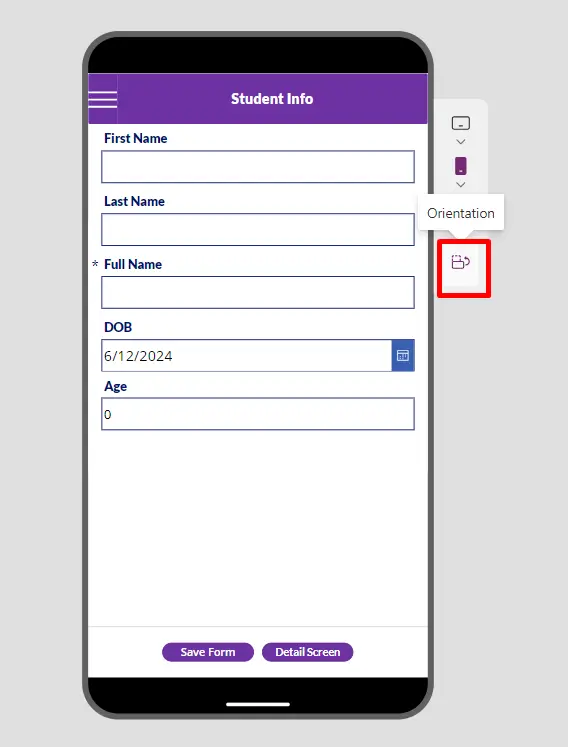 Student Info
First Name
Last Name
Orientation
* Full Name
DOB
6/12/2024
Age
0
Save Form Detail Screen